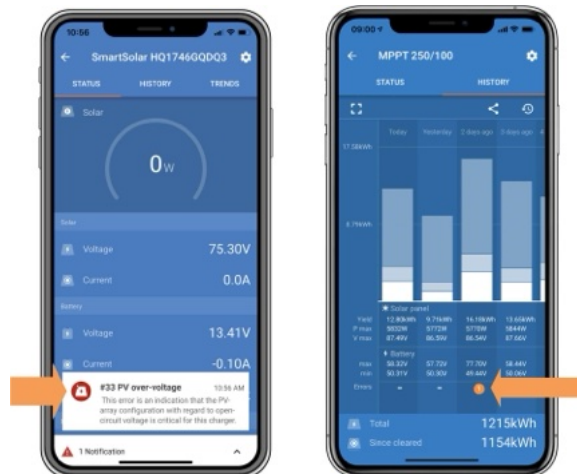 10:56
SmartSolar HQ1746GQDQ3
STATUS HISTORY TRENDS
Solar
0W
Solar
Voltage 75.30V
Current 0.0A
Battery
Voltage 13.41V
Current -0.10A
#33 PV over-voltage 10:56 AM
This error is an indication that the PV-
array configuration with regard to open-
circuit voltage is critical for this charger.
1 Notification
09:00
MPPT 250/100
STATUS HISTORY
Today Yesterday 2 days ago 3 days ago
17.58kWh
8.79kWh
Solar panel
Yield 12.80kWh 9.71kWh 16.18kWh 13.65kWh
P max 5832W 5772W 5770W 5844W
V max 87.49V 86.59V 86.54V 87.66V
Battery
max 58.32V 57.72V 77.70V 58.44V
min 50.31V 50.30V 49.44V 50.06V
Errors - - 1
Total 1215kWh
Since cleared 1154kWh